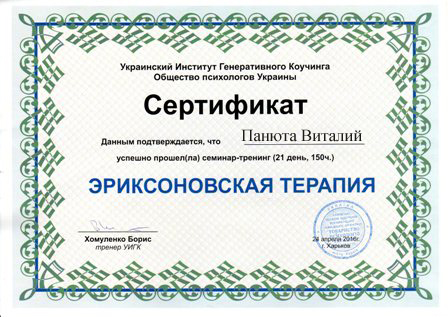 Украинский Институт Генеративного Коучинга
Общество психологов Украины
Сертификат
Данным подтверждается, что Панюта Виталий
успешно прошел(ла) семинар-тренинг (21 день, 150ч.)
ЭРИКСОНОВСКАЯ ТЕРАПИЯ
Хомуленко Борис
тренер УИГК
24 апреля 2016г.
г. Харьков